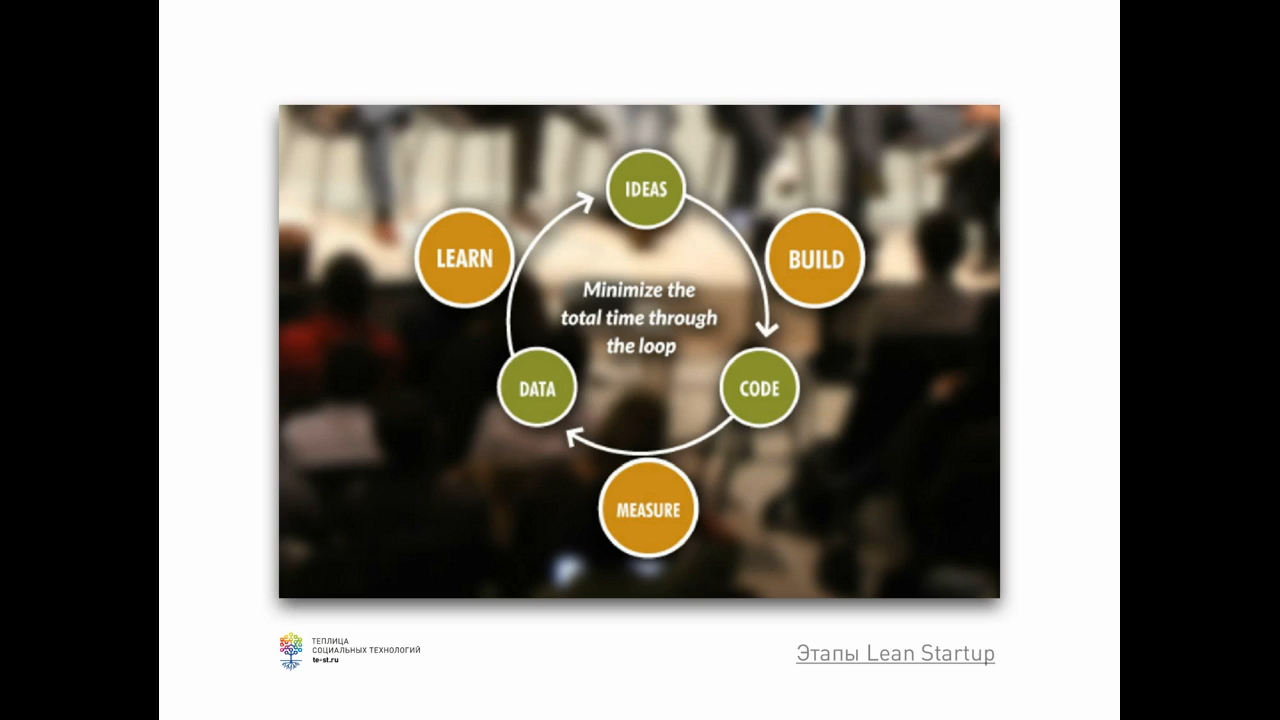 IDEAS
LEARN
BUILD
Minimize the
total time through
the loop
DATA
CODE
MEASURE
ТЕПЛИЦА
СОЦИАЛЬНЫХ ТЕХНОЛОГИЙ
te-st.ru
Этапы Lean Startup